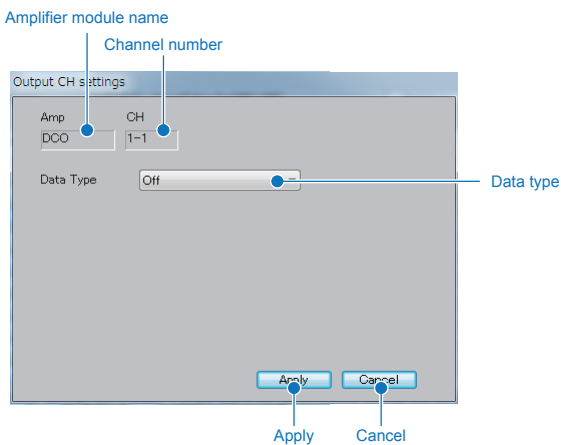 Amplifier module name
Channel number
Output CH settings
Amp CH
DCO 1-1
Data Type Off
Data type
Apply Cancel
Apply Cancel